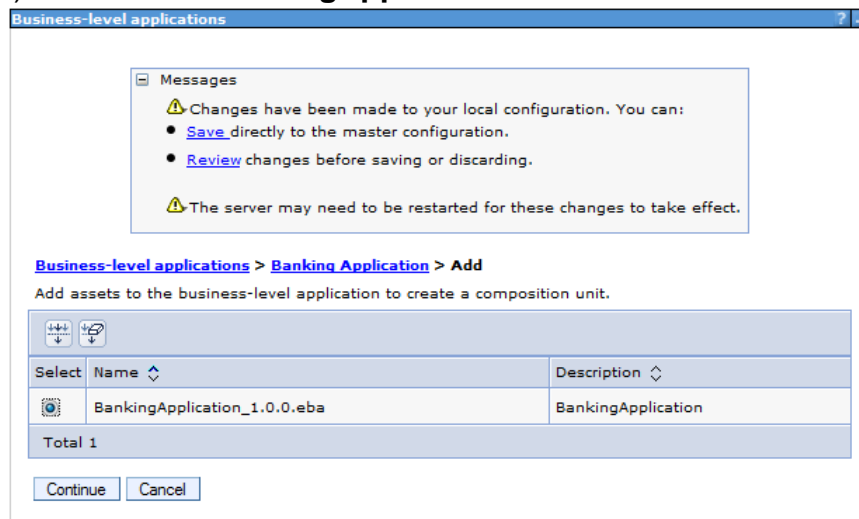 Business-level applications ?
Messages
Changes have been made to your local configuration. You can:
Save directly to the master configuration.
Review changes before saving or discarding.
The server may need to be restarted for these changes to take effect.
Business-level applications > Banking Application > Add
Add assets to the business-level application to create a composition unit.
Select Name Description
BankingApplication_1.0.0.eba BankingApplication
Total 1
Continue Cancel